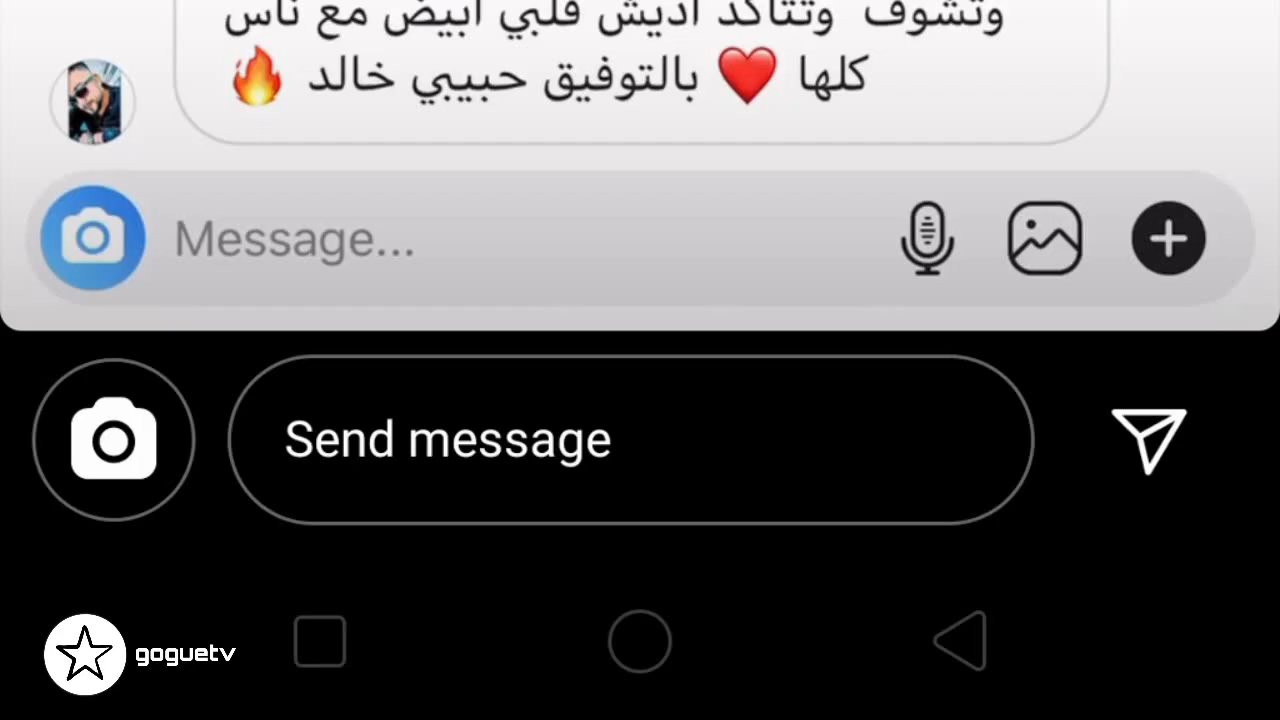 وتشوف وتتأكد اديش قلبي ابيض مع ناس
كلها ❤️ بالتوفيق حبيبي خالد 🔥
Message...
Send message
goguetv